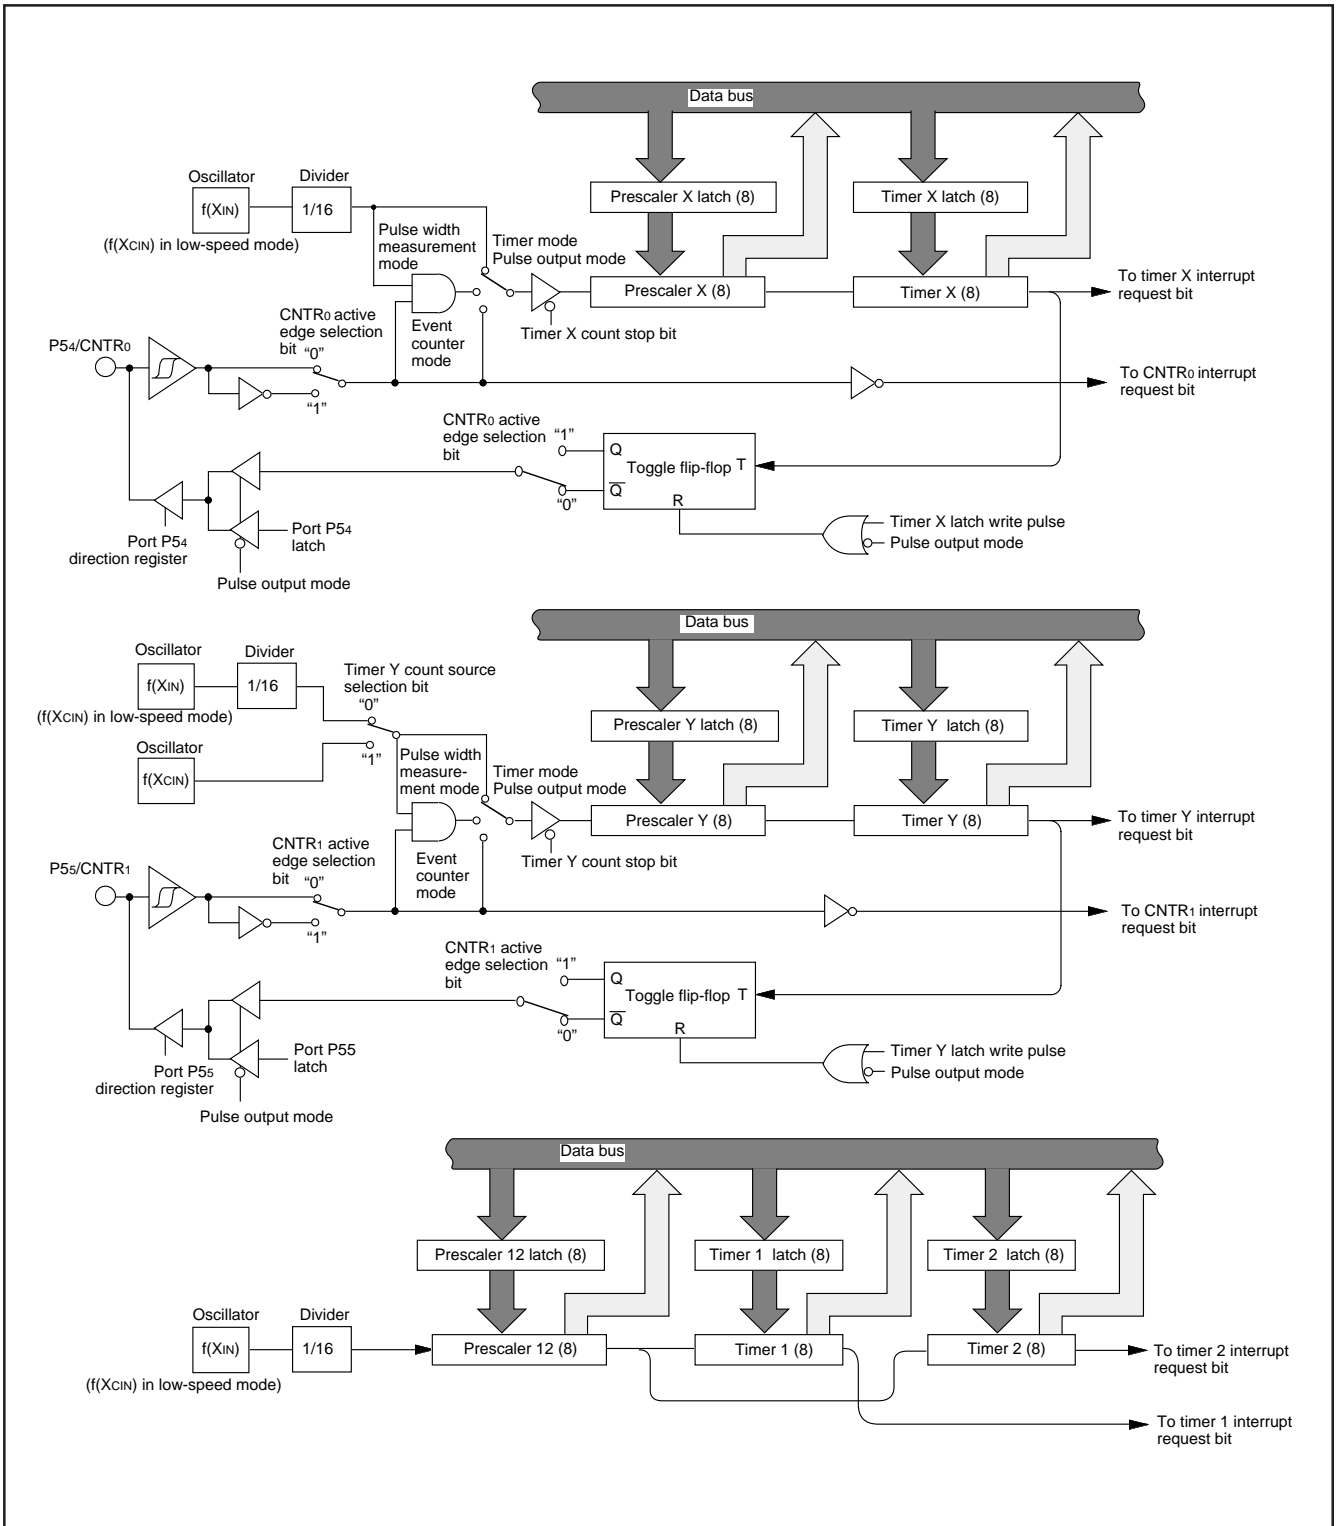 Data bus
Oscillator
Divider
f(XIN)
1/16
(f(XCIN) in low-speed mode)
Prescaler X latch (8)
Timer X latch (8)
Pulse width
measurement
mode
Timer mode
Pulse output mode
Prescaler X (8)
Timer X (8)
To timer X interrupt
request bit
Timer X count stop bit
CNTR0 active
edge selection
bit
“0”
Event
counter
mode
P54/CNTR0
“1”
To CNTR0 interrupt
request bit
CNTR0 active
edge selection
bit
“1”
Q
Toggle flip-flop
T
Q
“0”
R
Timer X latch write pulse
Pulse output mode
Port P54
latch
Port P54
direction register
Pulse output mode
Data bus
Oscillator
Divider
f(XIN)
1/16
(f(XCIN) in low-speed mode)
Timer Y count source
selection bit
“0”
Prescaler Y latch (8)
Timer Y latch (8)
Oscillator
f(XCIN)
“1”
Pulse width
measure-
ment mode
Timer mode
Pulse output mode
Prescaler Y (8)
Timer Y (8)
To timer Y interrupt
request bit
Timer Y count stop bit
CNTR1 active
edge selection
bit
“0”
Event
counter
mode
P55/CNTR1
“1”
To CNTR1 interrupt
request bit
CNTR1 active
edge selection
bit
“1”
Q
Toggle flip-flop
T
Q
“0”
R
Timer Y latch write pulse
Pulse output mode
Port P55
latch
Port P55
direction register
Pulse output mode
Data bus
Prescaler 12 latch (8)
Timer 1 latch (8)
Timer 2 latch (8)
Oscillator
Divider
f(XIN)
1/16
(f(XCIN) in low-speed mode)
Prescaler 12 (8)
Timer 1 (8)
Timer 2 (8)
To timer 2 interrupt
request bit
To timer 1 interrupt
request bit